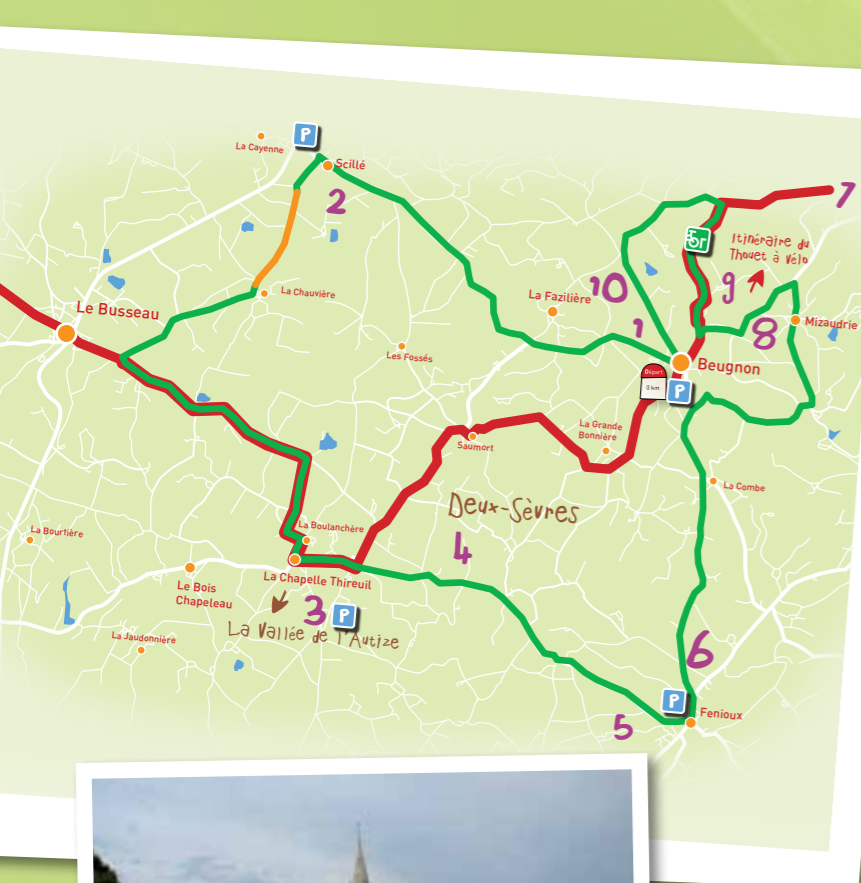 La Cayenne
P
Scillé
2
7
5r
Itinéraire du
Thouet à Vélo
La Chauvière
10
9
La Fazilière
Le Busseau
1
8
Mizaudrie
Les Fossés
Beugnon
Départ
0 km
P
La Grande
Bonnière
Saumort
La Combe
Deux-Sèvres
La Boulanchère
La Bourtière
4
La Chapelle Thireuil
Le Bois
Chapeleau
3
P
La Vallée de l'Autize
La Jaudonnière
6
P
Fenioux
5